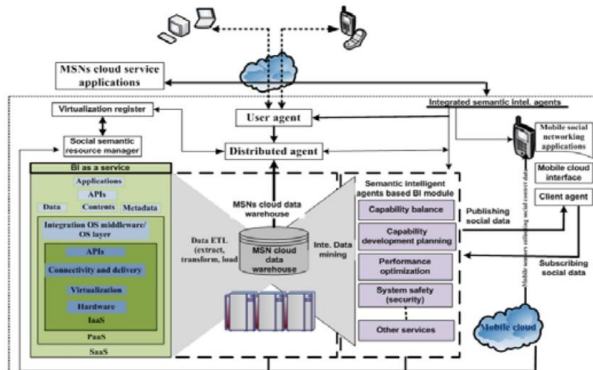 MSNs cloud service
applications
Integrated semantic intel. agents
Virtualization register
User agent
Social semantic
resource manager
Distributed agent
Mobile social
networking
applications
Mobile cloud
interface
Client agent
BI as a service
Applications
APIs
Data Contents Metadata
Integration OS middleware/
OS layer
APIs
Connectivity and delivery
Virtualization
Hardware
IaaS
PaaS
SaaS
Data ETL
(extract,
transform, load
MSNs cloud data
warehouse
MSN cloud
data
warehouse
Inte. Data
mining
Semantic intelligent
agents based BI module
Capability balance
Capability
development planning
Performance
optimization
System safety
(security)
Other services
Publishing
social data
Subscribing
social data
Mobile cloud